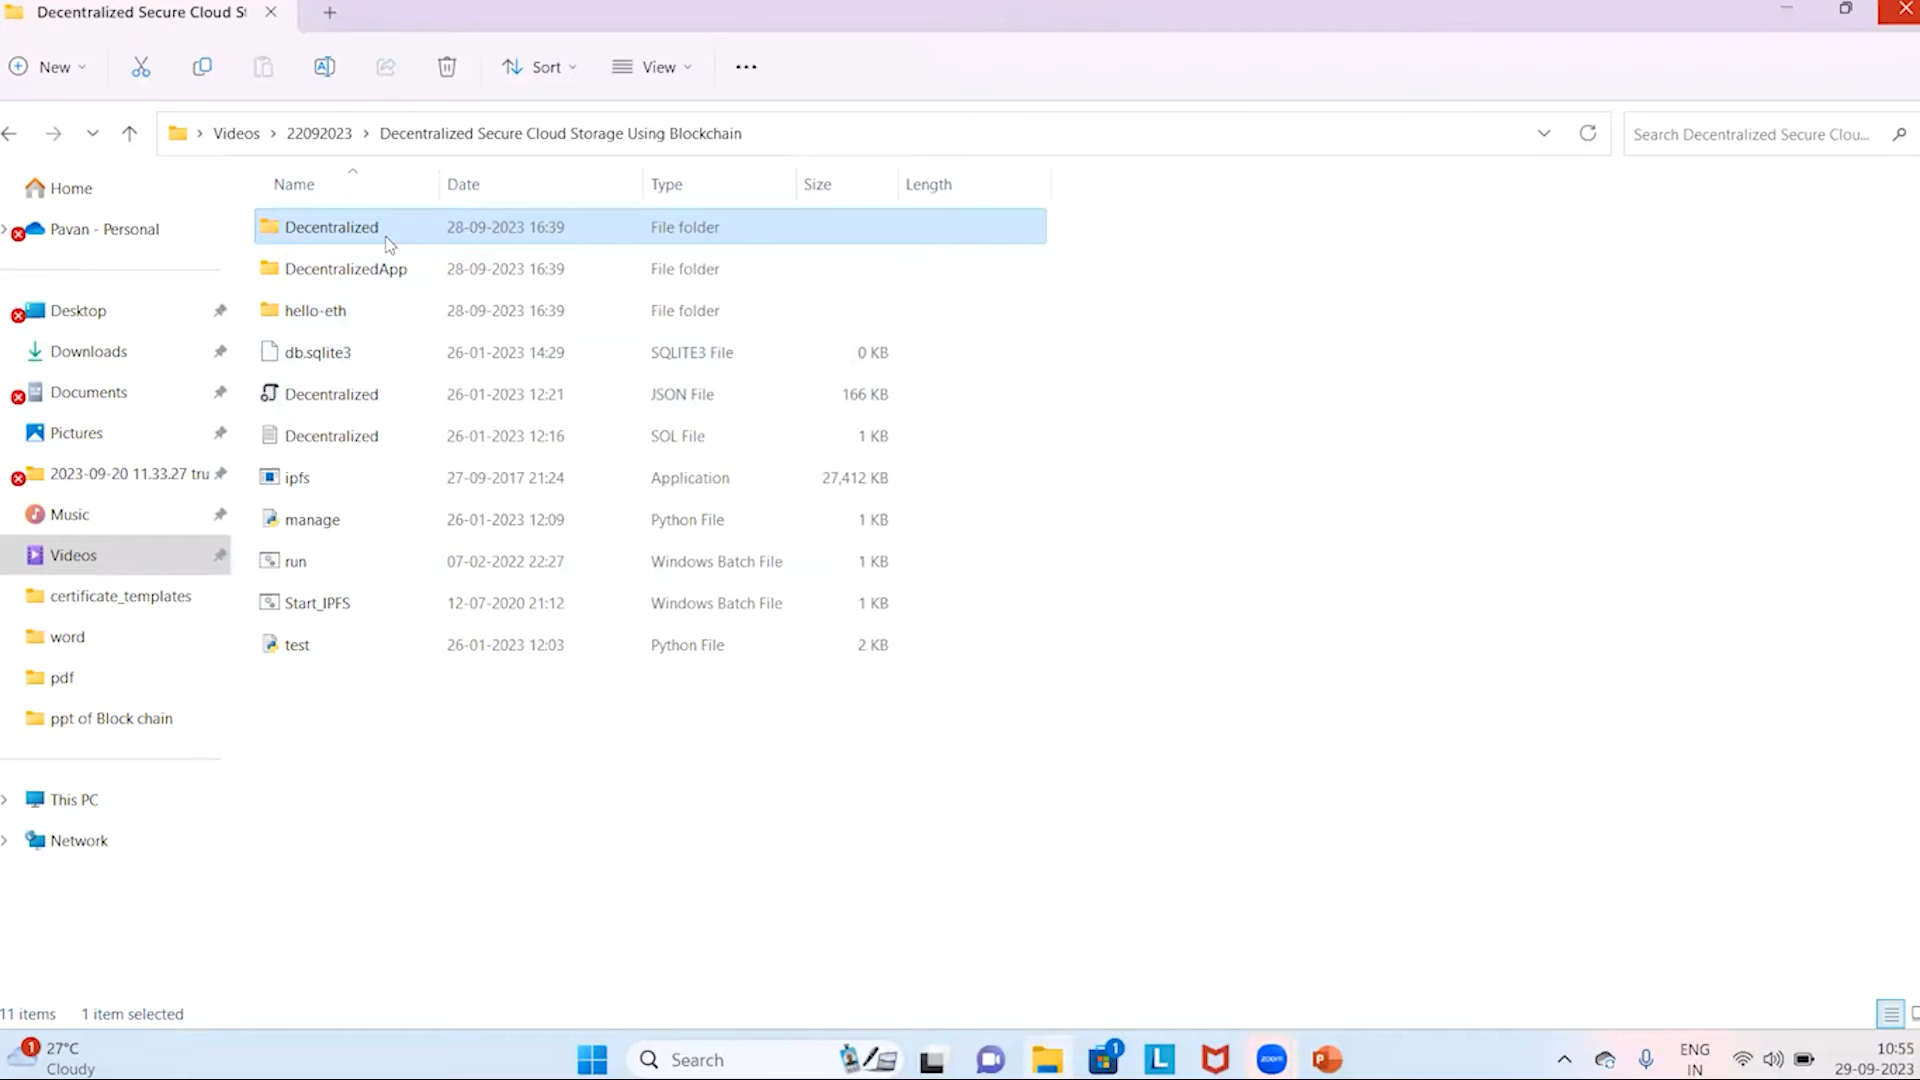 Decentralized Secure Cloud St
New
Sort
View
Videos > 22092023 > Decentralized Secure Cloud Storage Using Blockchain
Search Decentralized Secure Clou...
Home
Pavan - Personal
Desktop
Downloads
Documents
Pictures
2023-09-20 11.33.27 tru
Music
Videos
certificate_templates
word
pdf
ppt of Block chain
This PC
Network
Name Date Type Size Length
Decentralized 28-09-2023 16:39 File folder
DecentralizedApp 28-09-2023 16:39 File folder
hello-eth 28-09-2023 16:39 File folder
db.sqlite3 26-01-2023 14:29 SQLITE3 File 0 KB
Decentralized 26-01-2023 12:21 JSON File 166 KB
Decentralized 26-01-2023 12:16 SOL File 1 KB
ipfs 27-09-2017 21:24 Application 27,412 KB
manage 26-01-2023 12:09 Python File 1 KB
run 07-02-2022 22:27 Windows Batch File 1 KB
Start_IPFS 12-07-2020 21:12 Windows Batch File 1 KB
test 26-01-2023 12:03 Python File 2 KB
11 items 1 item selected
1
27°C
Cloudy
Search
1
L
zoom
P
ENG
IN
10:55
29-09-2023